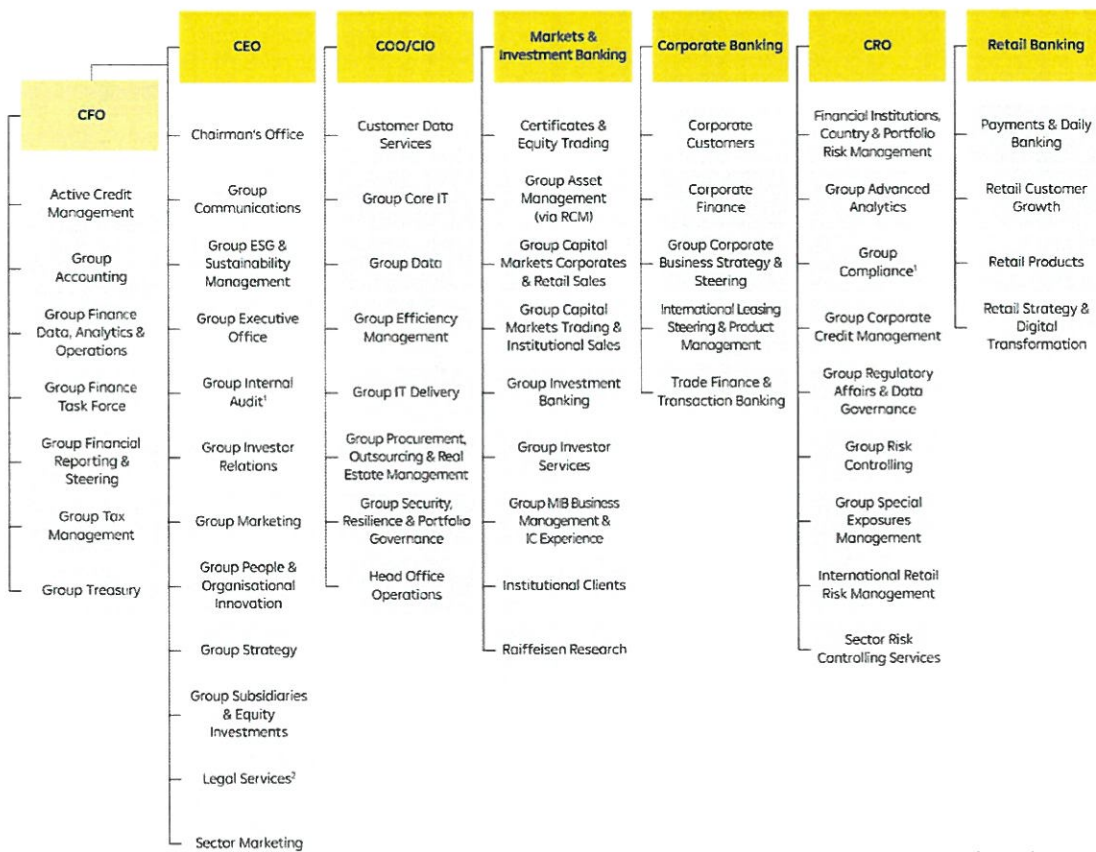 CFO
Active Credit
Management
Group
Accounting
Group Finance
Data, Analytics &
Operations
Group Finance
Task Force
Group Financial
Reporting &
Steering
Group Tax
Management
Group Treasury
CEO
Chairman's Office
Group
Communications
Group ESG &
Sustainability
Management
Group Executive
Office
Group Internal
Audit¹
Group Investor
Relations
Group Marketing
Group People &
Organisational
Innovation
Group Strategy
Group Subsidiaries
& Equity
Investments
Legal Services²
Sector Marketing
COO/CIO
Customer Data
Services
Group Core IT
Group Data
Group Efficiency
Management
Group IT Delivery
Group Procurement,
Outsourcing & Real
Estate Management
Group Security,
Resilience & Portfolio
Governance
Head Office
Operations
Markets &
Investment Banking
Certificates &
Equity Trading
Group Asset
Management
(via RCM)
Group Capital
Markets Corporates
& Retail Sales
Group Capital
Markets Trading &
Institutional Sales
Group Investment
Banking
Group Investor
Services
Group MIB Business
Management &
IC Experience
Institutional Clients
Raiffeisen Research
Corporate Banking
Corporate
Customers
Corporate
Finance
Group Corporate
Business Strategy &
Steering
International Leasing
Steering & Product
Management
Trade Finance &
Transaction Banking
CRO
Financial Institutions,
Country & Portfolio
Risk Management
Group Advanced
Analytics
Group
Compliance¹
Group Corporate
Credit Management
Group Regulatory
Affairs & Data
Governance
Group Risk
Controlling
Group Special
Exposures
Management
International Retail
Risk Management
Sector Risk
Controlling Services
Retail Banking
Payments & Daily
Banking
Retail Customer
Growth
Retail Products
Retail Strategy &
Digital
Transformation